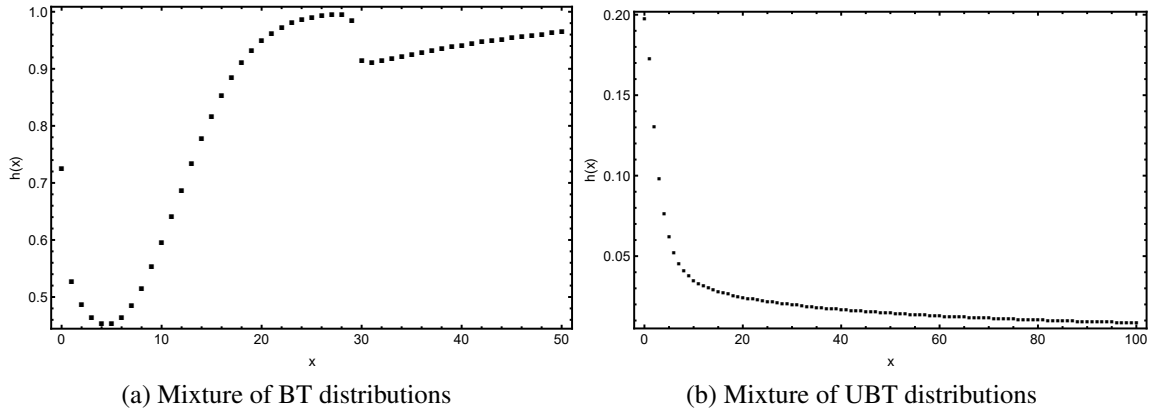 1.0
0.9
0.8
0.7
0.6
0.5
h(x)
0 10 20 30 40 50
x
(a) Mixture of BT distributions
0.20
0.15
0.10
0.05
h(x)
0 20 40 60 80 100
x
(b) Mixture of UBT distributions